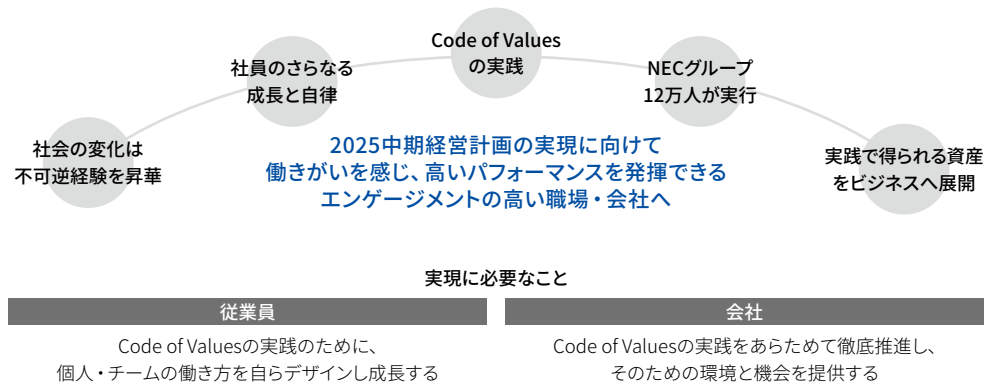 社会の変化は
不可逆経験を昇華
社員のさらなる
成長と自律
Code of Values
の実践
NECグループ
12万人が実行
実践で得られる資産
をビジネスへ展開
2025中期経営計画の実現に向けて
働きがいを感じ、高いパフォーマンスを発揮できる
エンゲージメントの高い職場・会社へ
実現に必要なこと
従業員
Code of Valuesの実践のために、
個人・チームの働き方を自らデザインし成長する
会社
Code of Valuesの実践をあらためて徹底推進し、
そのための環境と機会を提供する